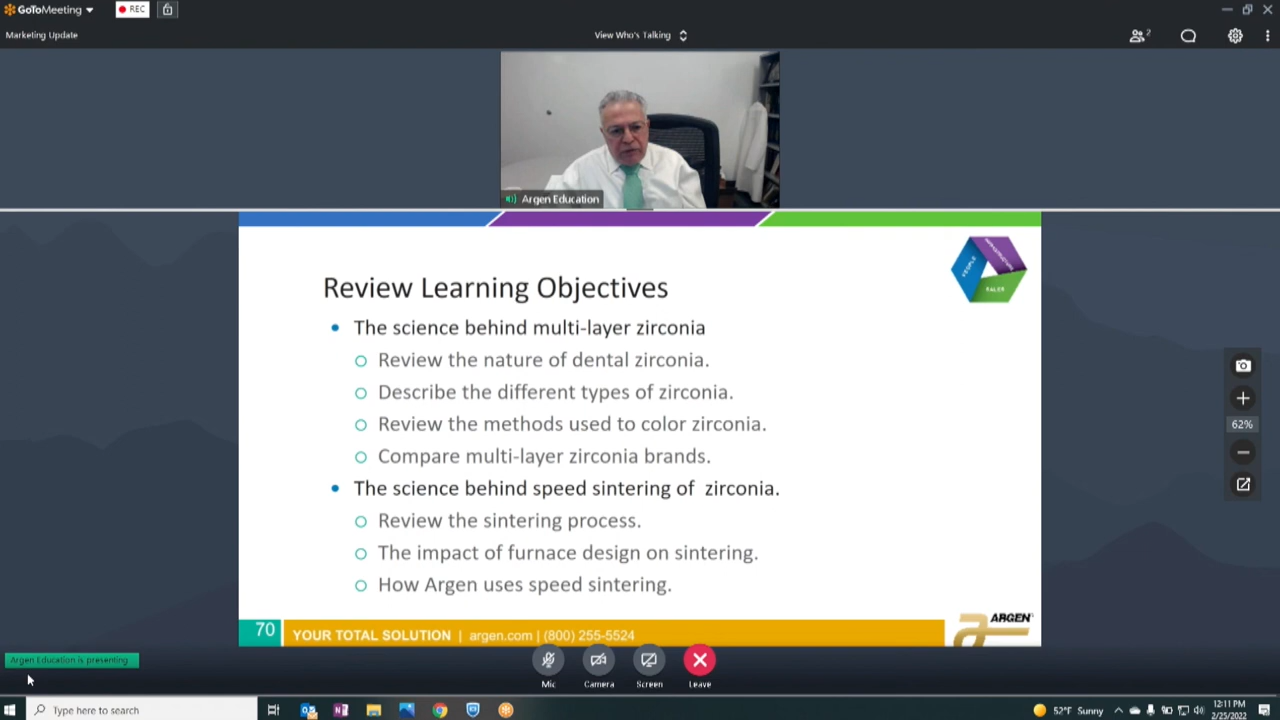 GoToMeeting
REC
Marketing Update
View Who's Talking
2
Argen Education
PEOPLE
SALES
Review Learning Objectives
The science behind multi-layer zirconia
Review the nature of dental zirconia.
Describe the different types of zirconia.
Review the methods used to color zirconia.
Compare multi-layer zirconia brands.
The science behind speed sintering of zirconia.
Review the sintering process.
The impact of furnace design on sintering.
How Argen uses speed sintering.
62%
70
YOUR TOTAL SOLUTION | argen.com | (800) 255-5524
ARGEN
Argen Education is presenting
Mic
Camera
Screen
Leave
Type here to search
52°F Sunny
12:11 PM
2/25/2022